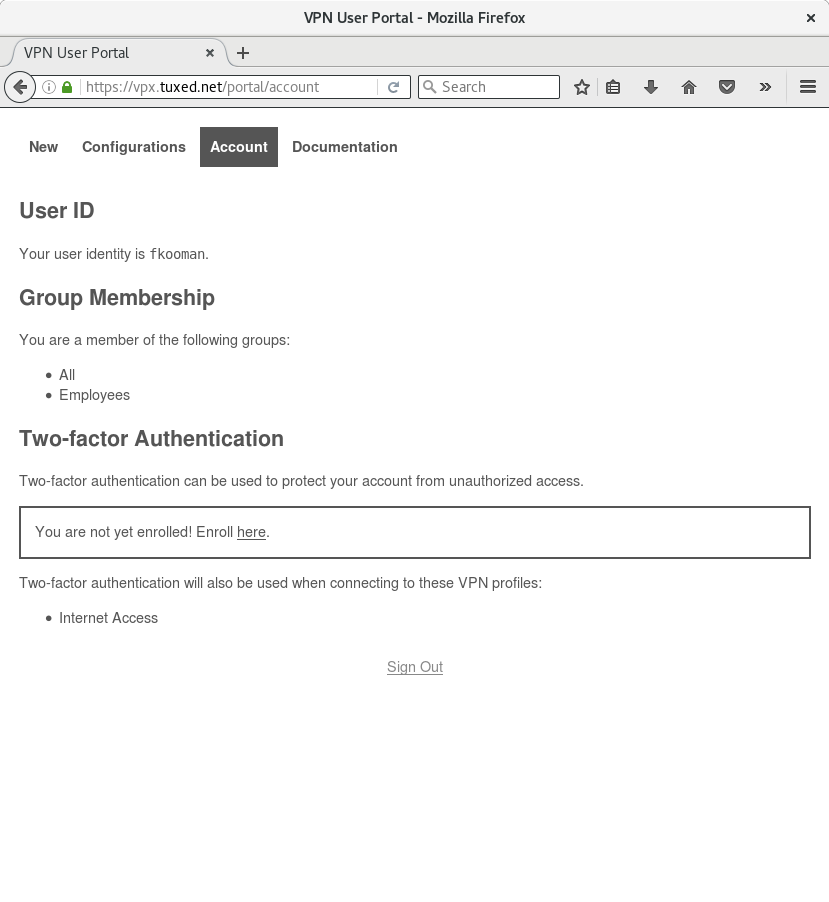 VPN User Portal - Mozilla Firefox
VPN User Portal
https://vpx.tuxed.net/portal/account
Search
New Configurations Account Documentation
User ID
Your user identity is fkooman.
Group Membership
You are a member of the following groups:
All
Employees
Two-factor Authentication
Two-factor authentication can be used to protect your account from unauthorized access.
You are not yet enrolled! Enroll here.
Two-factor authentication will also be used when connecting to these VPN profiles:
Internet Access
Sign Out